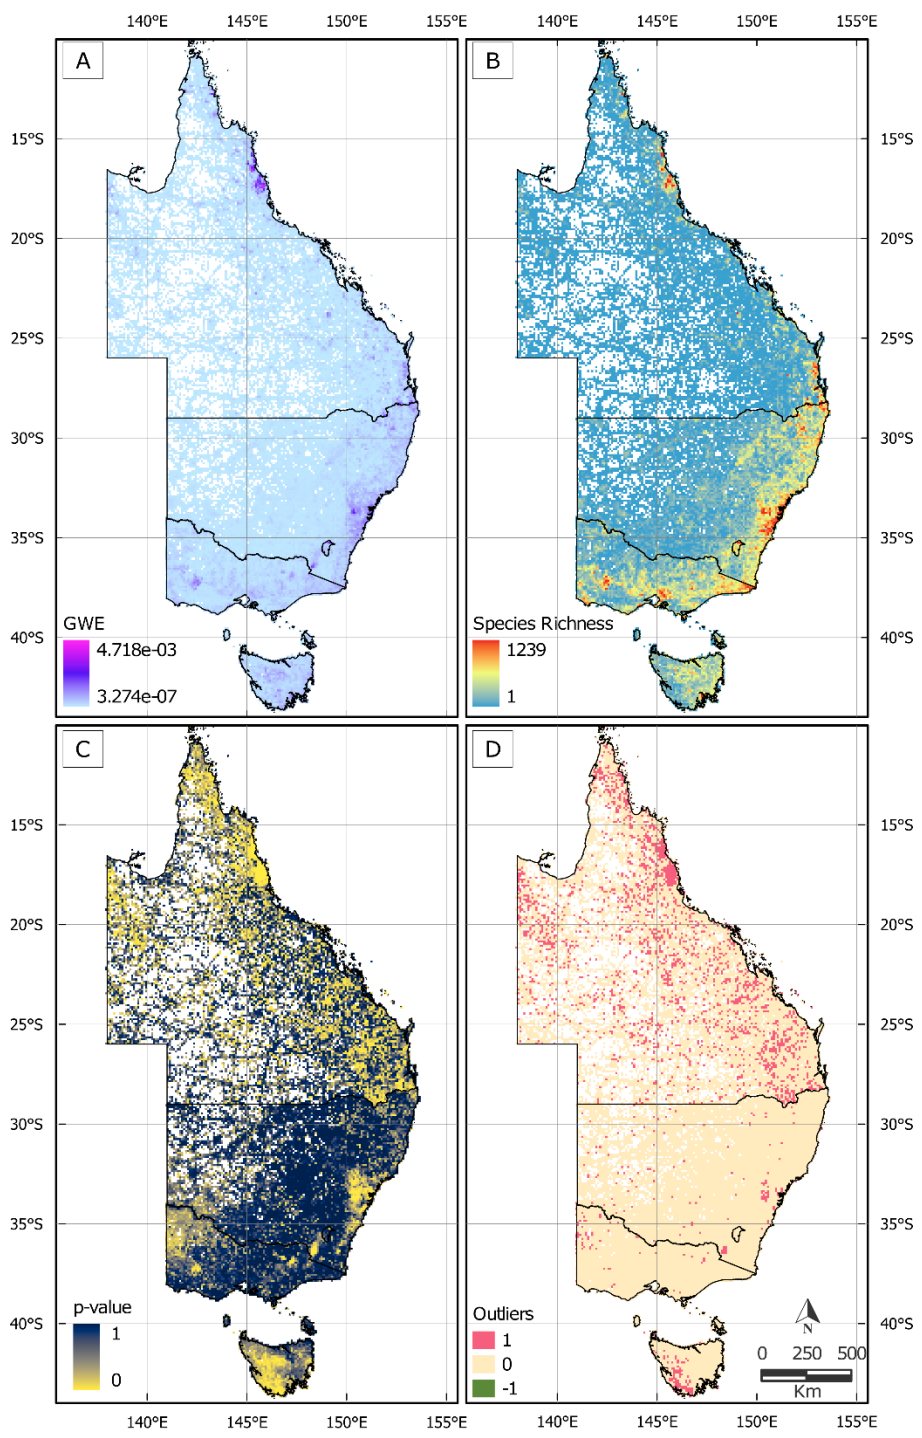 140°E 145°E 150°E 155°E 140°E 145°E 150°E 155°E
A B
15°S 15°S
20°S 20°S
25°S 25°S
30°S 30°S
35°S 35°S
40°S 40°S
GWE
4.718e-03
3.274e-07
Species Richness
1239
1
C D
15°S 15°S
20°S 20°S
25°S 25°S
30°S 30°S
35°S 35°S
40°S 40°S
p-value
1
0
Outliers
1
0
-1
N
0 250 500
Km
140°E 145°E 150°E 155°E 140°E 145°E 150°E 155°E